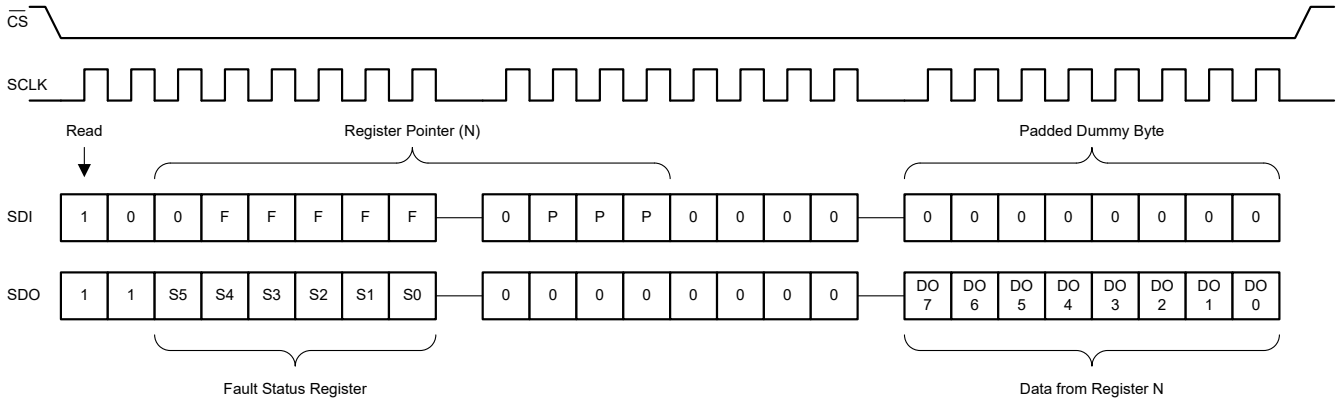 CS
SCLK
Read
Register Pointer (N)
Padded Dummy Byte
SDI 1 0 0 F F F F F 0 P P P 0 0 0 0 0 0 0 0 0 0 0 0
SDO 1 1 S5 S4 S3 S2 S1 S0 0 0 0 0 0 0 0 0 DO 7 DO 6 DO 5 DO 4 DO 3 DO 2 DO 1 DO 0
Fault Status Register
Data from Register N